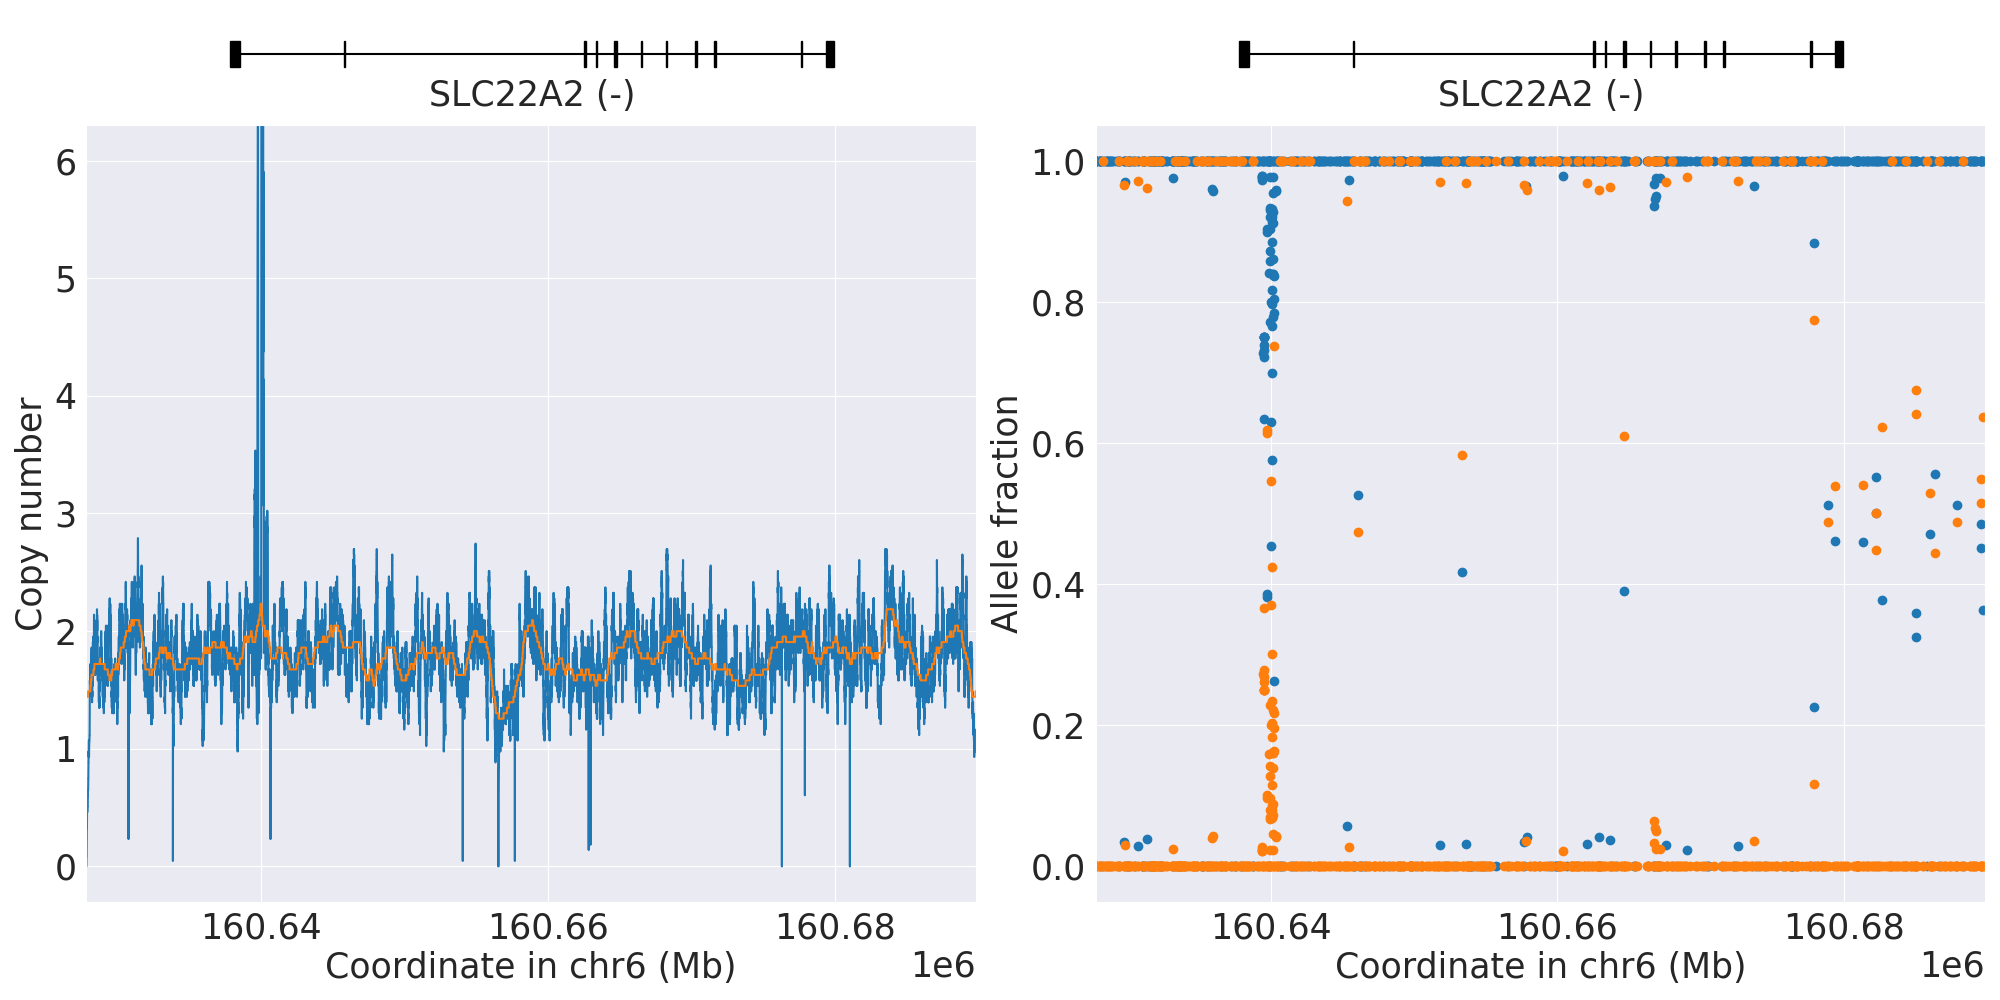 SLC22A2 (-)
6
5
4
3
2
1
0
Copy number
160.64
160.66
160.68
Coordinate in chr6 (Mb)
1e6
SLC22A2 (-)
1.0
0.8
0.6
0.4
0.2
0.0
Allele fraction
160.64
160.66
160.68
Coordinate in chr6 (Mb)
1e6